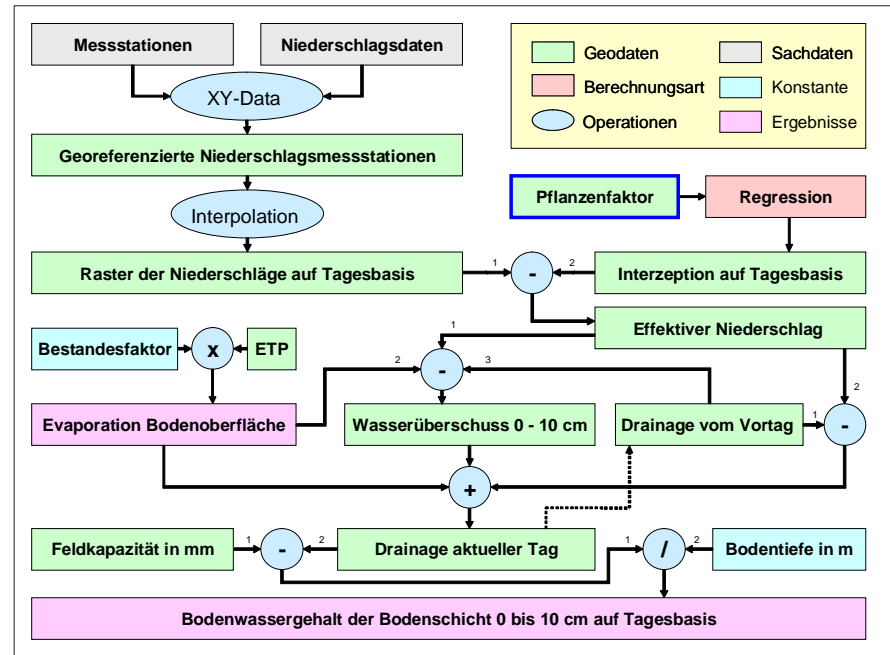 Messstationen
Niederschlagsdaten
Geodaten
Sachdaten
Berechnungsart
Konstante
Operationen
Ergebnisse
XY-Data
Georeferenzierte Niederschlagsmessstationen
Pflanzenfaktor
Regression
Interpolation
Raster der Niederschläge auf Tagesbasis
1
-
2
Interzeption auf Tagesbasis
Effektiver Niederschlag
1
Bestandesfaktor
x
ETP
2
-
3
2
Evaporation Bodenoberfläche
Wasserüberschuss 0 - 10 cm
Drainage vom Vortag
1
-
+
Feldkapazität in mm
1
-
2
Drainage aktueller Tag
1
/
2
Bodentiefe in m
Bodenwassergehalt der Bodenschicht 0 bis 10 cm auf Tagesbasis